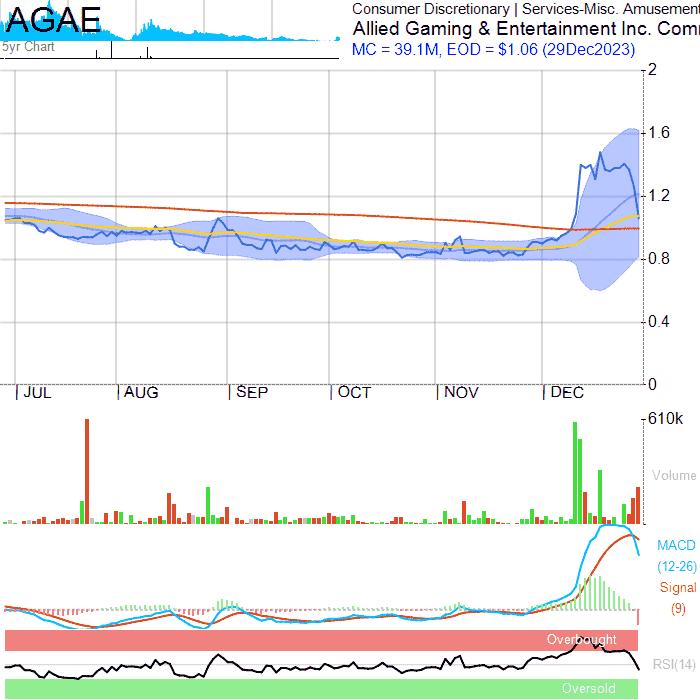 AGAE
5yr Chart
Consumer Discretionary | Services-Misc. Amusement
Allied Gaming & Entertainment Inc. Com
MC = 39.1M, EOD = $1.06 (29Dec2023)
2
1.6
1.2
0.8
0.4
0
JUL AUG SEP OCT NOV DEC
610k
Volume
MACD
(12-26)
Signal
(9)
Overbought
RSI(14)
Oversold